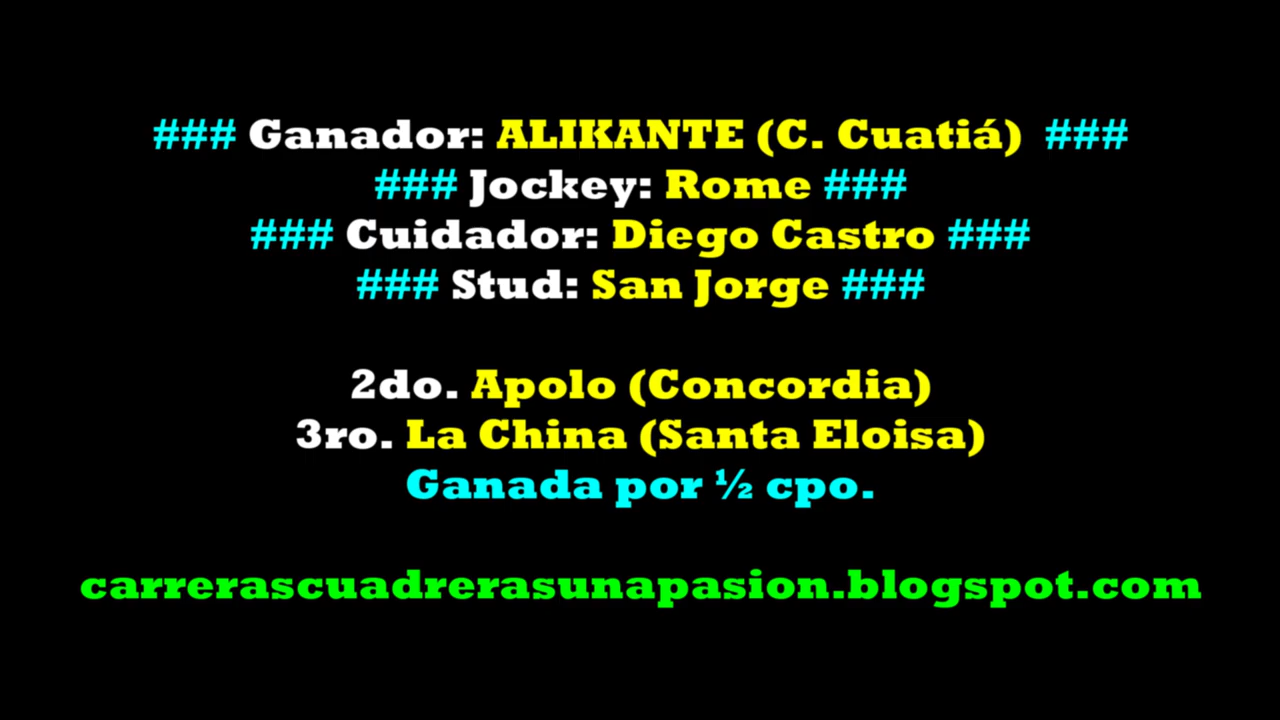 ### Ganador: ALIKANTE (C. Cuatiá) ###
### Jockey: Rome ###
### Cuidador: Diego Castro ###
### Stud: San Jorge ###
2do. Apolo (Concordia)
3ro. La China (Santa Eloisa)
Ganada por ½ cpo.
carrerascuadrerasunapasion.blogspot.com